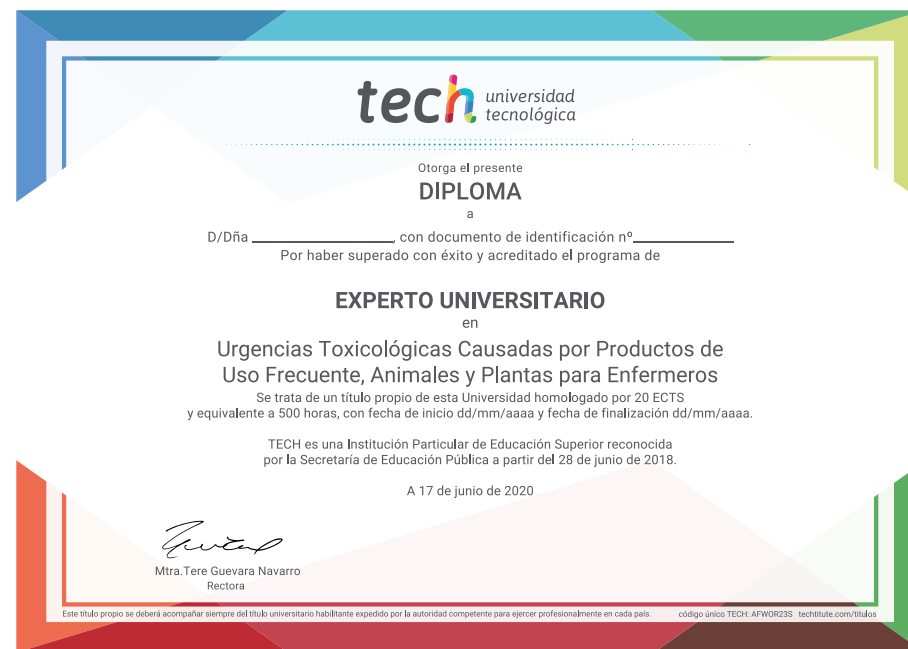 tech universidad
tecnológica
Otorga el presente
DIPLOMA
a
D/Dña ____________________, con documento de identificación nº______________
Por haber superado con éxito y acreditado el programa de
EXPERTO UNIVERSITARIO
en
Urgencias Toxicológicas Causadas por Productos de
Uso Frecuente, Animales y Plantas para Enfermeros
Se trata de un título propio de esta Universidad homologado por 20 ECTS
y equivalente a 500 horas, con fecha de inicio dd/mm/aaaa y fecha de finalización dd/mm/aaaa.
TECH es una Institución Particular de Educación Superior reconocida
por la Secretaría de Educación Pública a partir del 28 de junio de 2018.
A 17 de junio de 2020
Mtra.Tere Guevara Navarro
Rectora
Este título propio se deberá acompañar siempre del título universitario habilitante expedido por la autoridad competente para ejercer profesionalmente en cada país. código único TECH: AFWOR23S techtitute.com/titulos